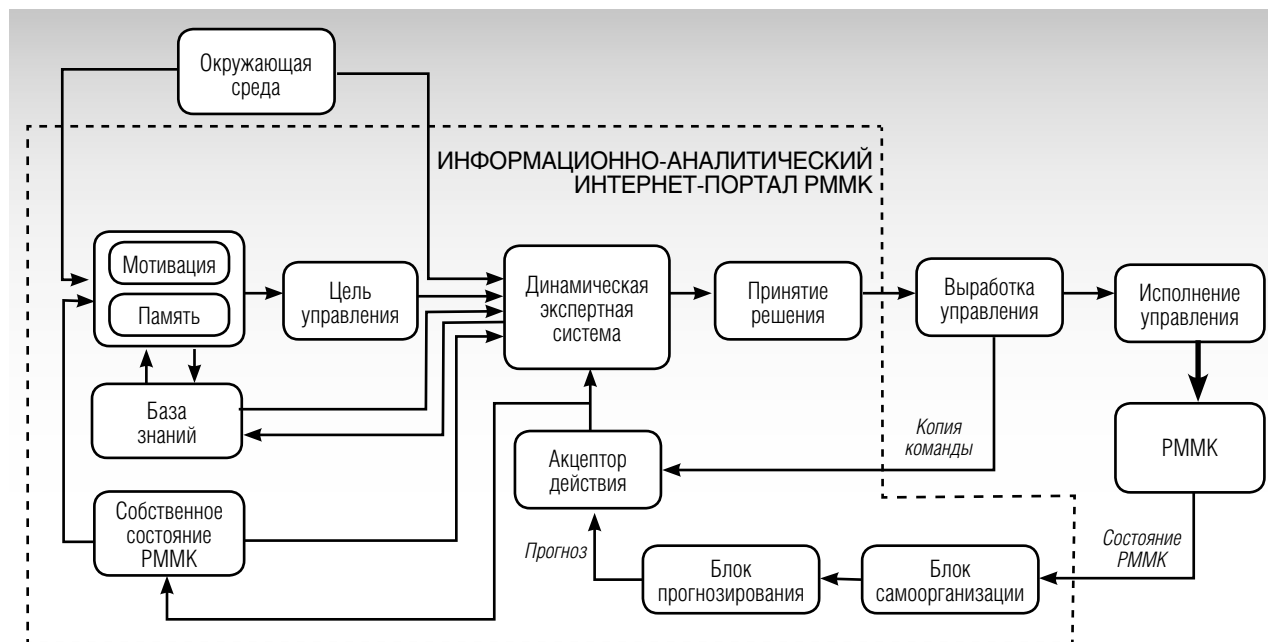 Окружающая
среда
ИНФОРМАЦИОННО-АНАЛИТИЧЕСКИЙ
ИНТЕРНЕТ-ПОРТАЛ РММК
Мотивация
Память
Цель
управления
Динамическая
экспертная
система
Принятие
решения
Выработка
управления
Исполнение
управления
База
знаний
Копия
команды
РММК
Акцептор
действия
Собственное
состояние
РММК
Прогноз
Блок
прогнозирования
Блок
самоорганизации
Состояние
РММК